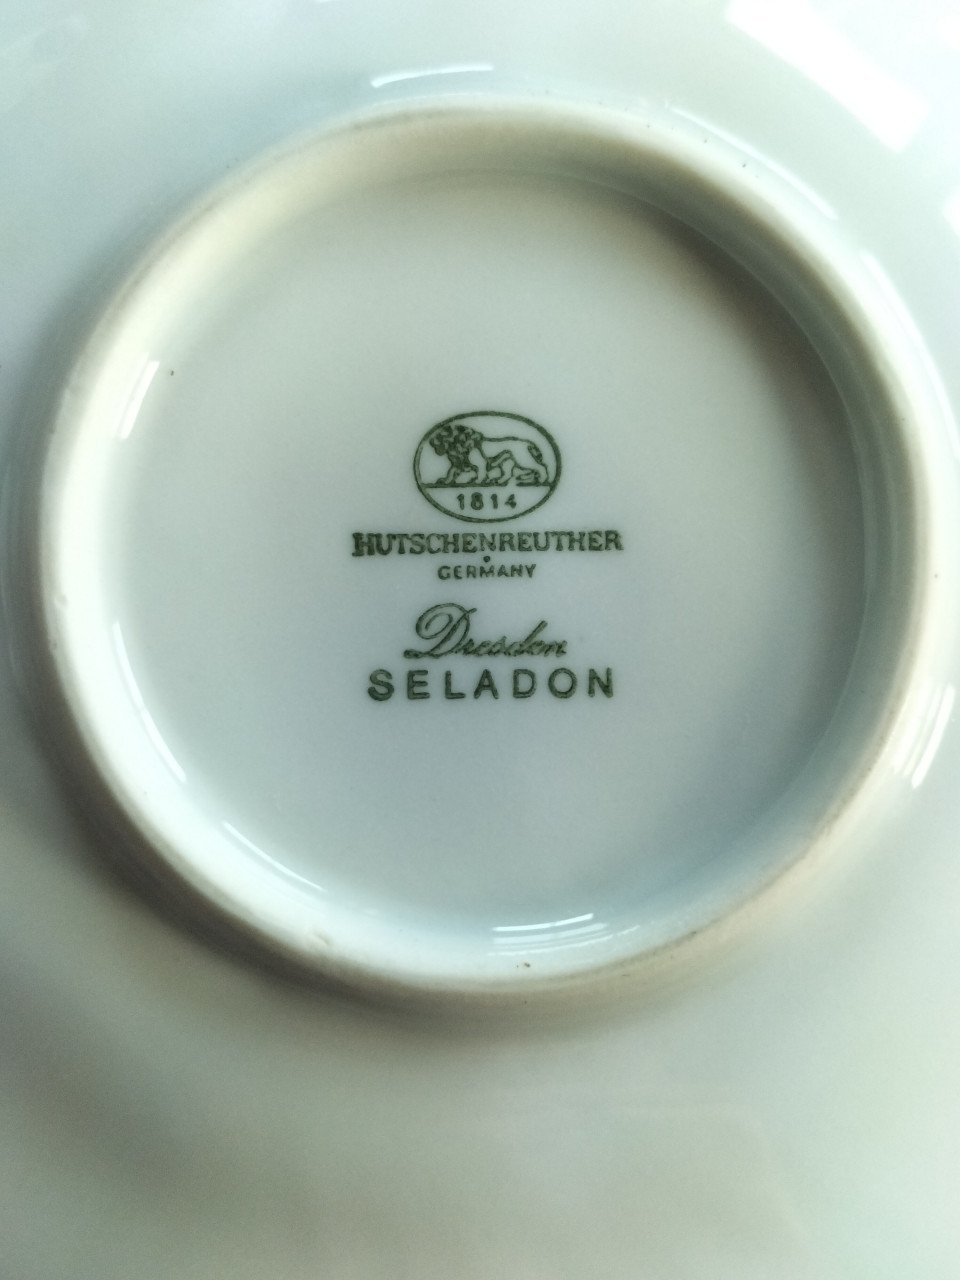 1814
HUTSCHENREUTHER
GERMANY
Dresden
SELADON